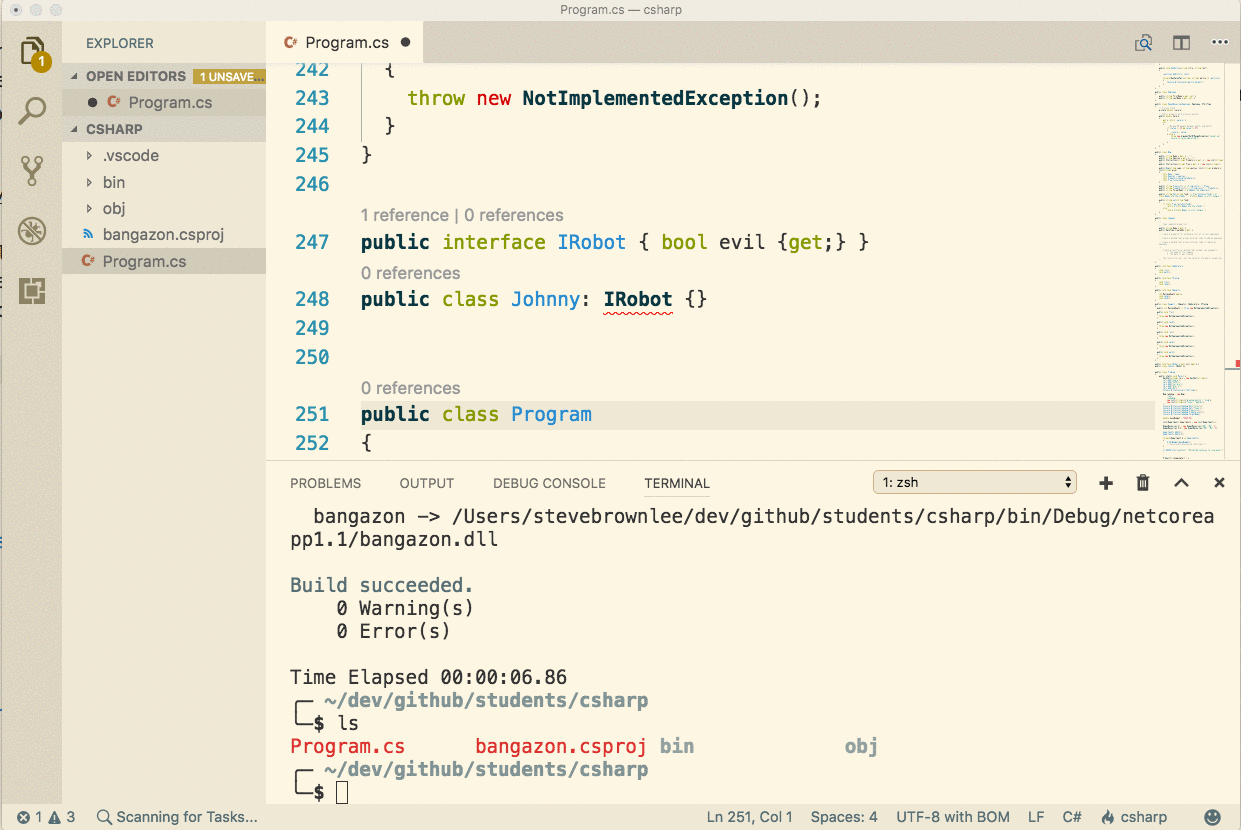 Program.cs — csharp
EXPLORER
OPEN EDITORS 1 UNSAVE...
Program.cs
CSHARP
.vscode
bin
obj
bangazon.csproj
Program.cs
1
C# Program.cs
242 {
243 throw new NotImplementedException();
244 }
245 }
246
1 reference | 0 references
247 public interface IRobot { bool evil {get;} }
0 references
248 public class Johnny: IRobot {}
249
250
0 references
251 public class Program
252 {
PROBLEMS OUTPUT DEBUG CONSOLE TERMINAL 1: zsh
bangazon -> /Users/stevebrownlee/dev/github/students/csharp/bin/Debug/netcorea
pp1.1/bangazon.dll
Build succeeded.
0 Warning(s)
0 Error(s)
Time Elapsed 00:00:06.86
~/dev/github/students/csharp
$ ls
Program.cs bangazon.csproj bin obj
~/dev/github/students/csharp
$
1 3 Scanning for Tasks... Ln 251, Col 1 Spaces: 4 UTF-8 with BOM LF C# csharp